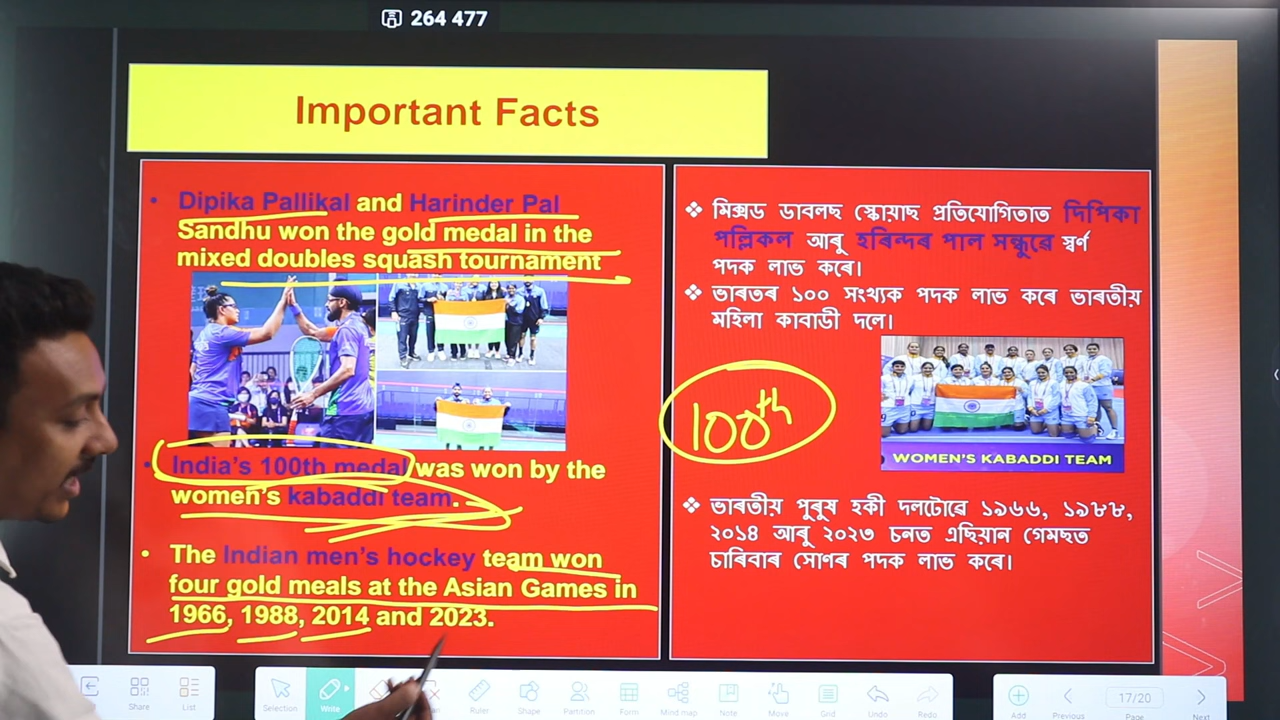 264 477
Important Facts
• Dipika Pallikal and Harinder Pal
Sandhu won the gold medal in the
mixed doubles squash tournament
• India's 100th medal was won by the
women's kabaddi team.
• The Indian men's hockey team won
four gold meals at the Asian Games in
1966, 1988, 2014 and 2023.
❖ মিক্সড ডাবলছ স্কোয়াছ প্ৰতিযোগিতাত দিপিকা
পল্লিকল আৰু হৰিন্দৰ পাল সন্ধুৱে স্বৰ্ণ
পদক লাভ কৰে।
❖ ভাৰতৰ ১০০ সংখ্যক পদক লাভ কৰে ভাৰতীয়
মহিলা কাবাডী দলে।
100th
WOMEN'S KABADDI TEAM
❖ ভাৰতীয় পুৰুষ হকী দলটোৱে ১৯৬৬, ১৯৮৮,
২০১৪ আৰু ২০২৩ চনত এছিয়ান গেমছত
চাৰিবাৰ সোণৰ পদক লাভ কৰে।
Share List
Selection Write Ruler Shape Partition Form Mind map Note Move Grid Undo Redo
Add Previous 17/20 Page Next